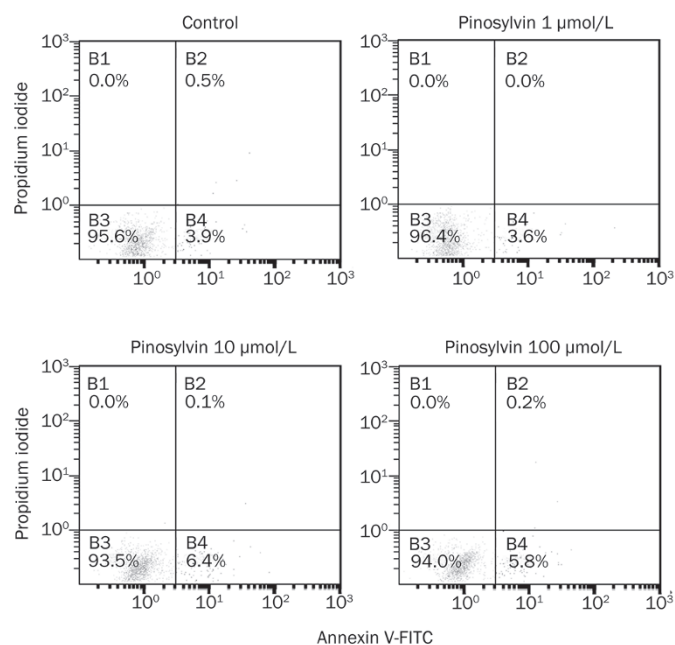 Control
Pinosylvin 1 μmol/L
Propidium iodide
10³
10²
10¹
10⁰
B1
0.0%
B2
0.5%
B3
95.6%
B4
3.9%
10⁰
10¹
10²
10³
10³
10²
10¹
10⁰
B1
0.0%
B2
0.0%
B3
96.4%
B4
3.6%
10⁰
10¹
10²
10³
Pinosylvin 10 μmol/L
Pinosylvin 100 μmol/L
Propidium iodide
10³
10²
10¹
10⁰
B1
0.0%
B2
0.1%
B3
93.5%
B4
6.4%
10⁰
10¹
10²
10³
10³
10²
10¹
10⁰
B1
0.0%
B2
0.2%
B3
94.0%
B4
5.8%
10⁰
10¹
10²
10³
Annexin V-FITC